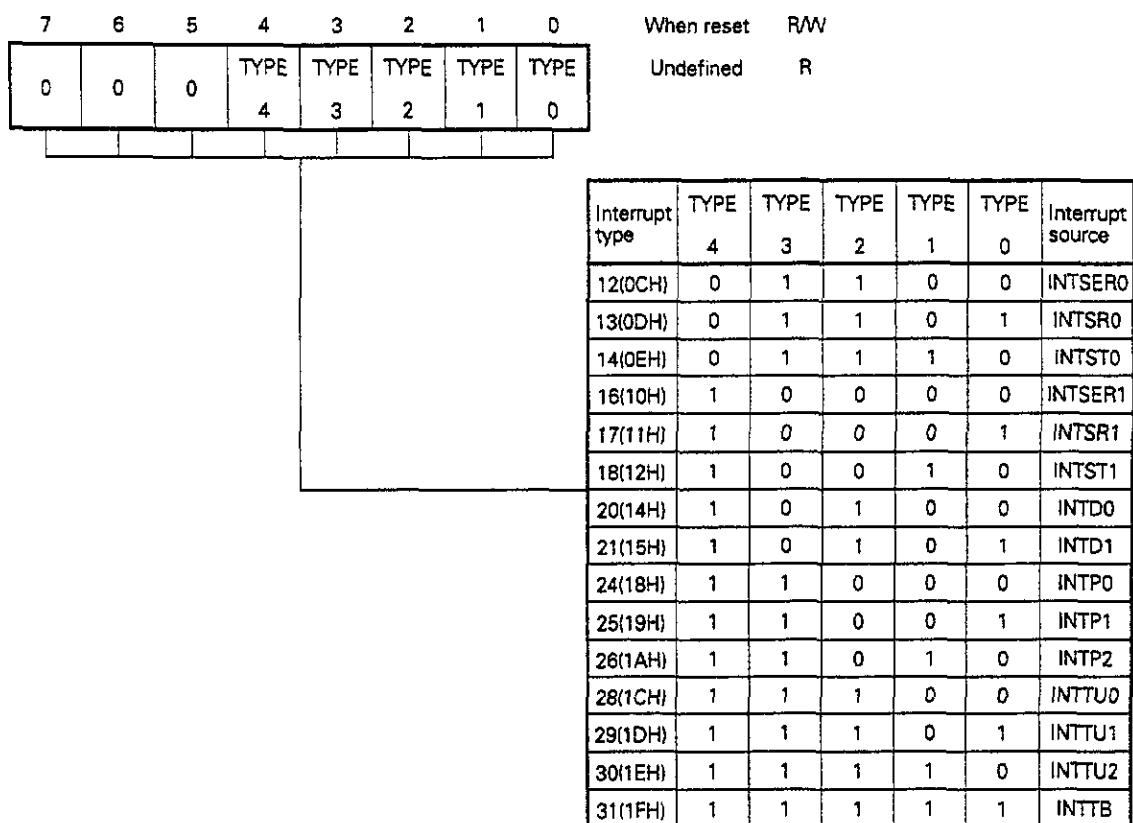 7 6 5 4 3 2 1 0 When reset R/W
0 0 0 TYPE 4 TYPE 3 TYPE 2 TYPE 1 TYPE 0 Undefined R
Interrupt type TYPE 4 TYPE 3 TYPE 2 TYPE 1 TYPE 0 Interrupt source
12(0CH) 0 1 1 0 0 INTSER0
13(0DH) 0 1 1 0 1 INTSR0
14(0EH) 0 1 1 1 0 INTST0
16(10H) 1 0 0 0 0 INTSER1
17(11H) 1 0 0 0 1 INTSR1
18(12H) 1 0 0 1 0 INTST1
20(14H) 1 0 1 0 0 INTD0
21(15H) 1 0 1 0 1 INTD1
24(18H) 1 1 0 0 0 INTP0
25(19H) 1 1 0 0 1 INTP1
26(1AH) 1 1 0 1 0 INTP2
28(1CH) 1 1 1 0 0 INTTU0
29(1DH) 1 1 1 0 1 INTTU1
30(1EH) 1 1 1 1 0 INTTU2
31(1FH) 1 1 1 1 1 INTTB